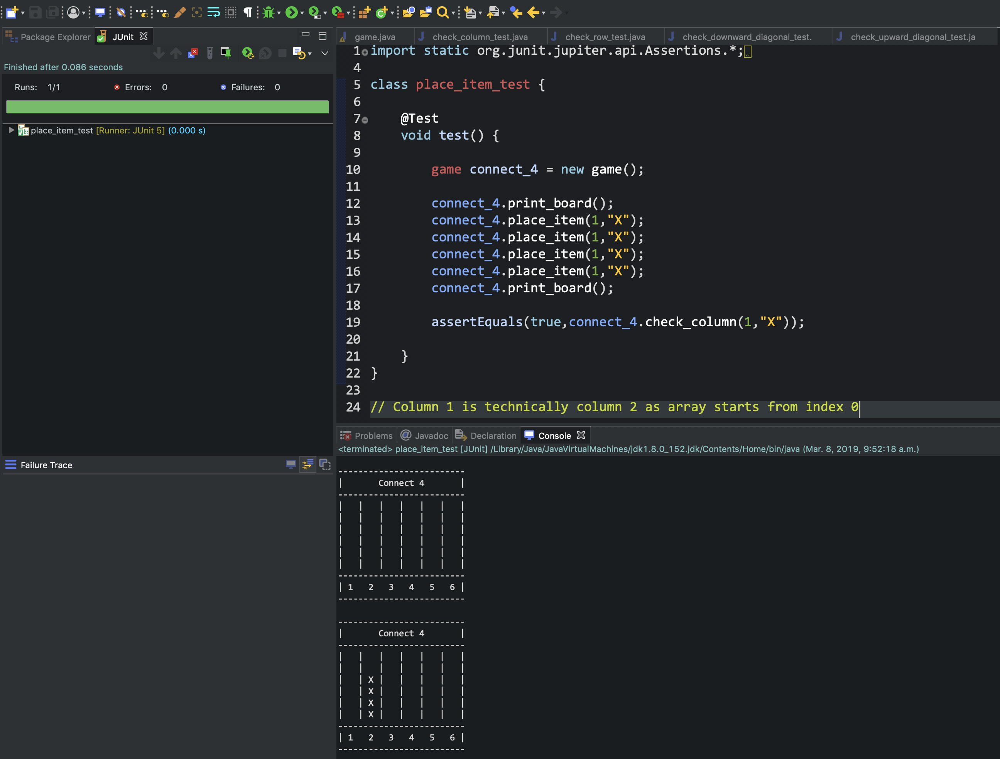 Package Explorer JUnit
Finished after 0.086 seconds
Runs: 1/1 Errors: 0 Failures: 0
place_item_test [Runner: JUnit 5] (0.000 s)
Failure Trace
game.java check_column_test.java check_row_test.java check_downward_diagonal_test. check_upward_diagonal_test.ja
1 import static org.junit.jupiter.api.Assertions.*;
4
5 class place_item_test {
6
7     @Test
8     void test() {
9
10         game connect_4 = new game();
11
12         connect_4.print_board();
13         connect_4.place_item(1,"X");
14         connect_4.place_item(1,"X");
15         connect_4.place_item(1,"X");
16         connect_4.place_item(1,"X");
17         connect_4.print_board();
18
19         assertEquals(true,connect_4.check_column(1,"X"));
20
21     }
22 }
23
24 // Column 1 is technically column 2 as array starts from index 0
Problems @ Javadoc Declaration Console
<terminated> place_item_test [JUnit] /Library/Java/JavaVirtualMachines/jdk1.8.0_152.jdk/Contents/Home/bin/java (Mar. 8, 2019, 9:52:18 a.m.)
-------------------------
|       Connect 4       |
-------------------------
|   |   |   |   |   |   |
|   |   |   |   |   |   |
|   |   |   |   |   |   |
|   |   |   |   |   |   |
|   |   |   |   |   |   |
|   |   |   |   |   |   |
-------------------------
| 1   2   3   4   5   6 |
-------------------------
-------------------------
|       Connect 4       |
-------------------------
|   |   |   |   |   |   |
|   |   |   |   |   |   |
|   | X |   |   |   |   |
|   | X |   |   |   |   |
|   | X |   |   |   |   |
|   | X |   |   |   |   |
-------------------------
| 1   2   3   4   5   6 |
-------------------------